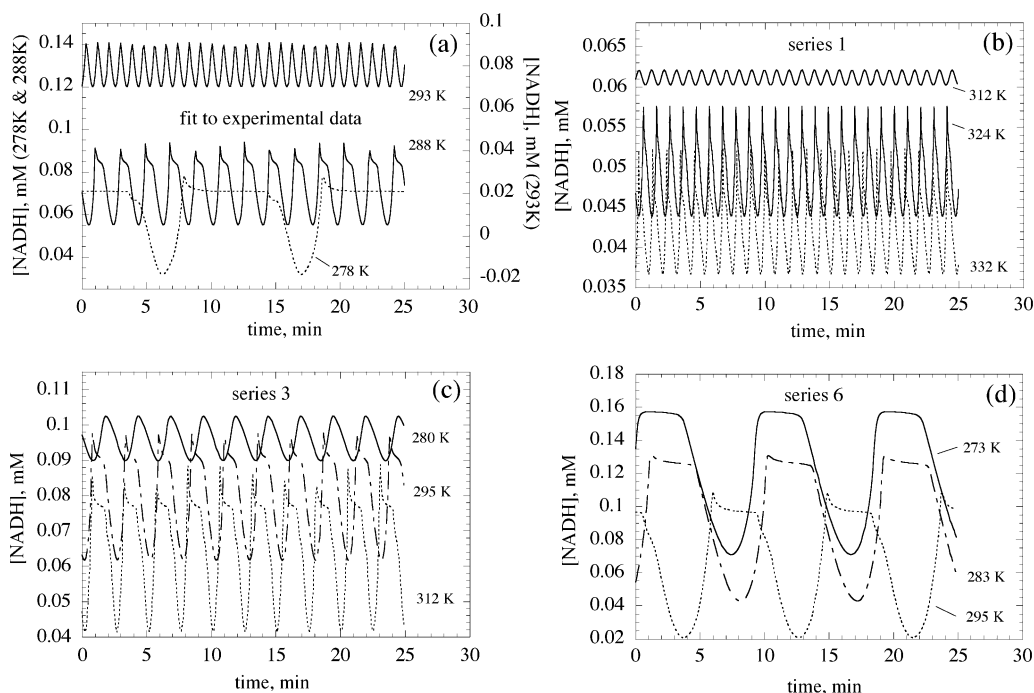 (a)
[NADH], mM (278K & 288K)
0.14
0.12
0.1
0.08
0.06
0.04
0.1
0.08
0.06
0.04
0.02
0
-0.02
[NADH], mM (293K)
293 K
fit to experimental data
288 K
278 K
0 5 10 15 20 25 30
time, min
(b)
series 1
[NADH], mM
0.065
0.06
0.055
0.05
0.045
0.04
0.035
312 K
324 K
332 K
0 5 10 15 20 25 30
time, min
(c)
series 3
[NADH], mM
0.11
0.1
0.09
0.08
0.07
0.06
0.05
0.04
280 K
295 K
312 K
0 5 10 15 20 25 30
time, min
(d)
series 6
[NADH], mM
0.18
0.16
0.14
0.12
0.1
0.08
0.06
0.04
0.02
273 K
283 K
295 K
0 5 10 15 20 25 30
time, min